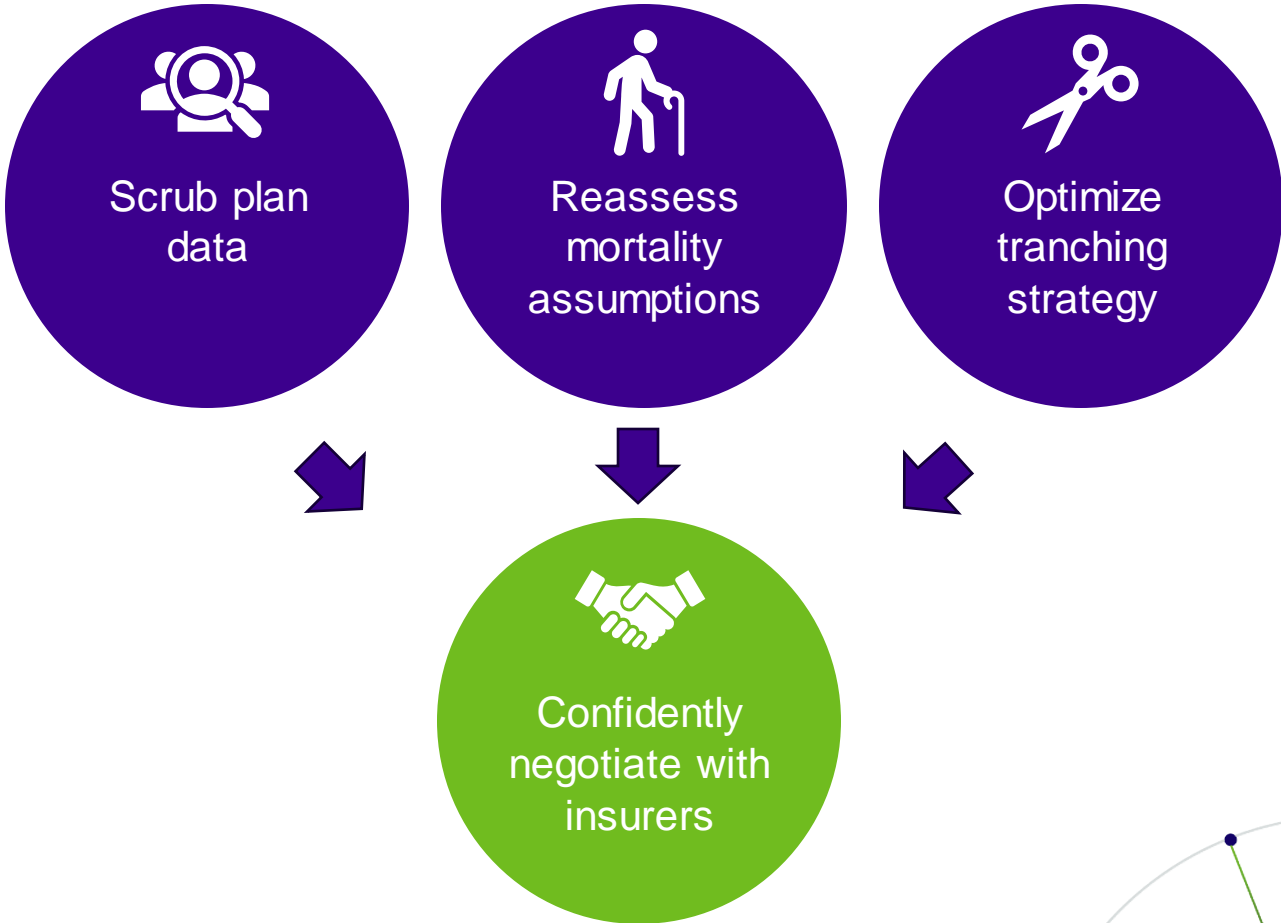 Scrub plan
data
Reassess
mortality
assumptions
Optimize
tranching
strategy
Confidently
negotiate with
insurers